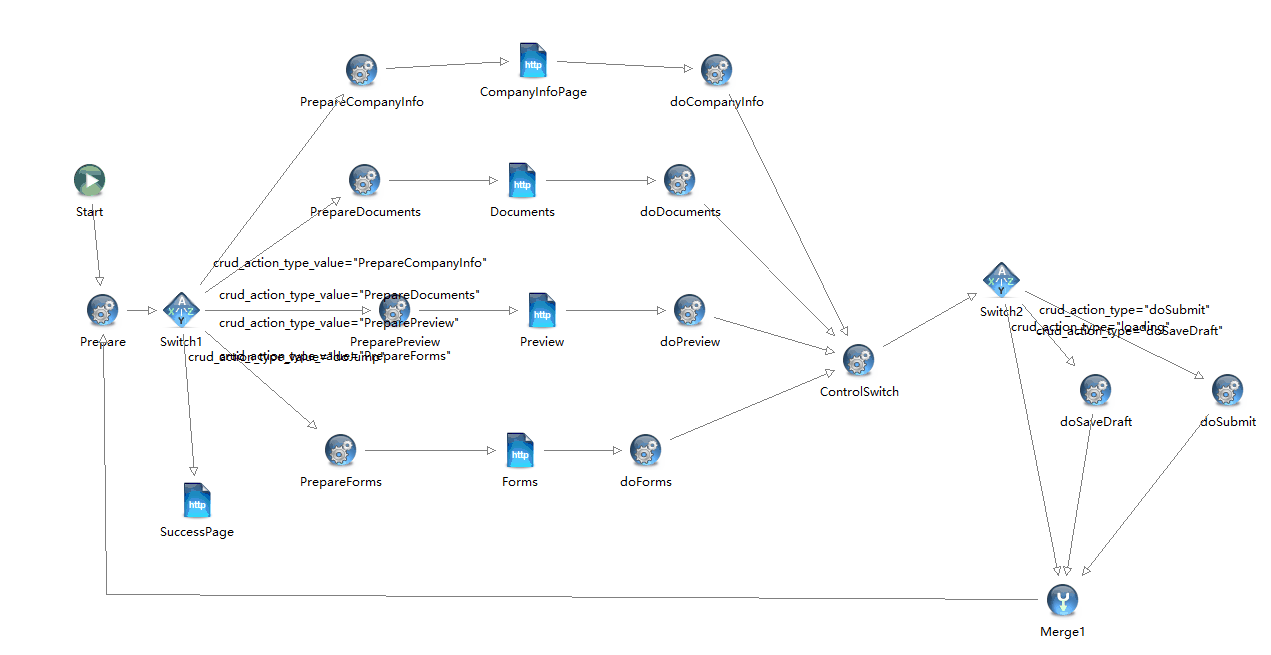 http
PrepareCompanyInfo
CompanyInfoPage
doCompanyInfo
http
Start
PrepareDocuments
Documents
doDocuments
crud_action_type_value="PrepareCompanyInfo"
crud_action_type_value="PrepareDocuments"
crud_action_type_value="PreparePreview"
A
X Z
Y
http
Prepare
Switch1
PreparePreview
Preview
doPreview
crud_action_type_value="PrepareForms"
crud_action_type_value="doJump"
A
X Z
Y
Switch2
crud_action_type="doSubmit"
crud_action_type="loading"
crud_action_type="doSaveDraft"
ControlSwitch
doSaveDraft
doSubmit
http
PrepareForms
Forms
doForms
http
SuccessPage
Merge1